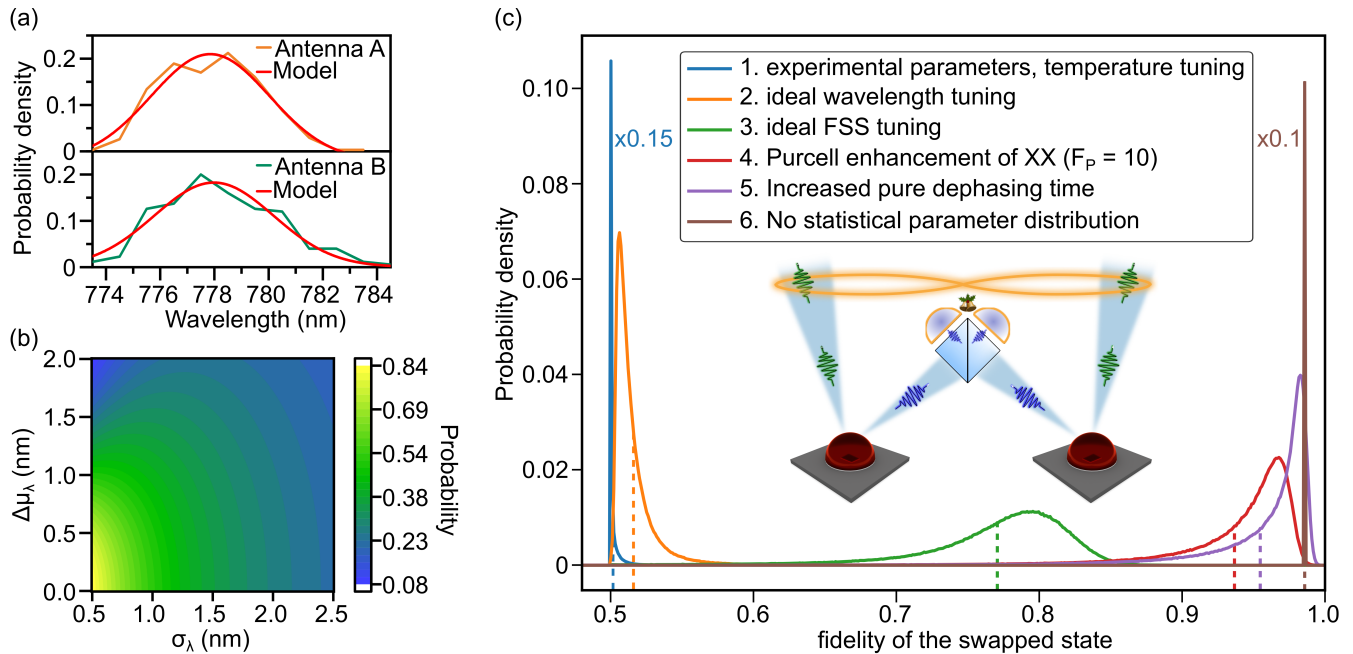 (a)
Probability density
0.2
0.1
0
Antenna A
Model
0.2
0.1
0
Antenna B
Model
774 776 778 780 782 784
Wavelength (nm)
(b)
Δμλ (nm)
2.0
1.5
1.0
0.5
0.0
0.5 1.0 2.0 2.5
σλ (nm)
0.84
0.74
0.64
0.54
0.48
0.38
0.23
0.08
Probability
(c)
Probability density
0.10
0.08
0.06
0.04
0.02
0
1. experimental parameters, temperature tuning
2. ideal wavelength tuning
3. ideal FSS tuning
4. Purcell enhancement of XX (FP = 10)
5. Increased pure dephasing time
6. No statistical parameter distribution
x0.15
x0.1
0.5 0.6 0.7 0.8 0.9 1.0
fidelity of the swapped state